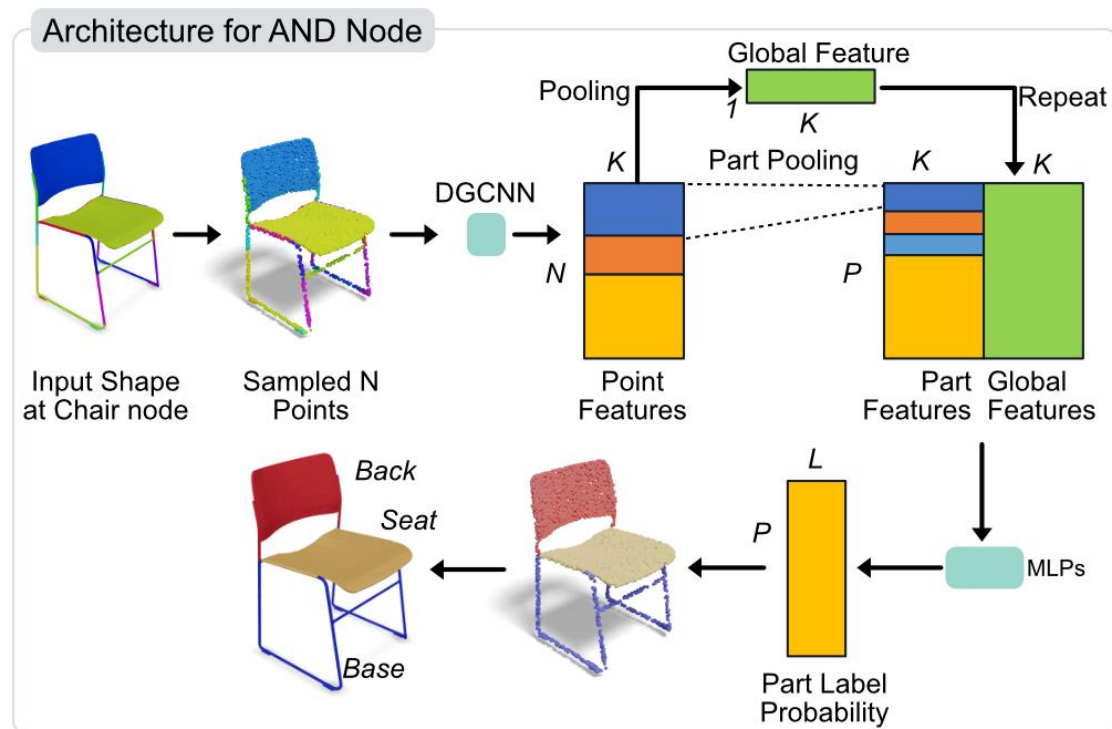 Architecture for AND Node
Global Feature
Pooling
1
K
Repeat
K
Part Pooling
K
K
DGCNN
N
P
Input Shape
at Chair node
Sampled N
Points
Point
Features
Part
Features
Global
Features
Back
Seat
Base
L
P
MLPs
Part Label
Probability